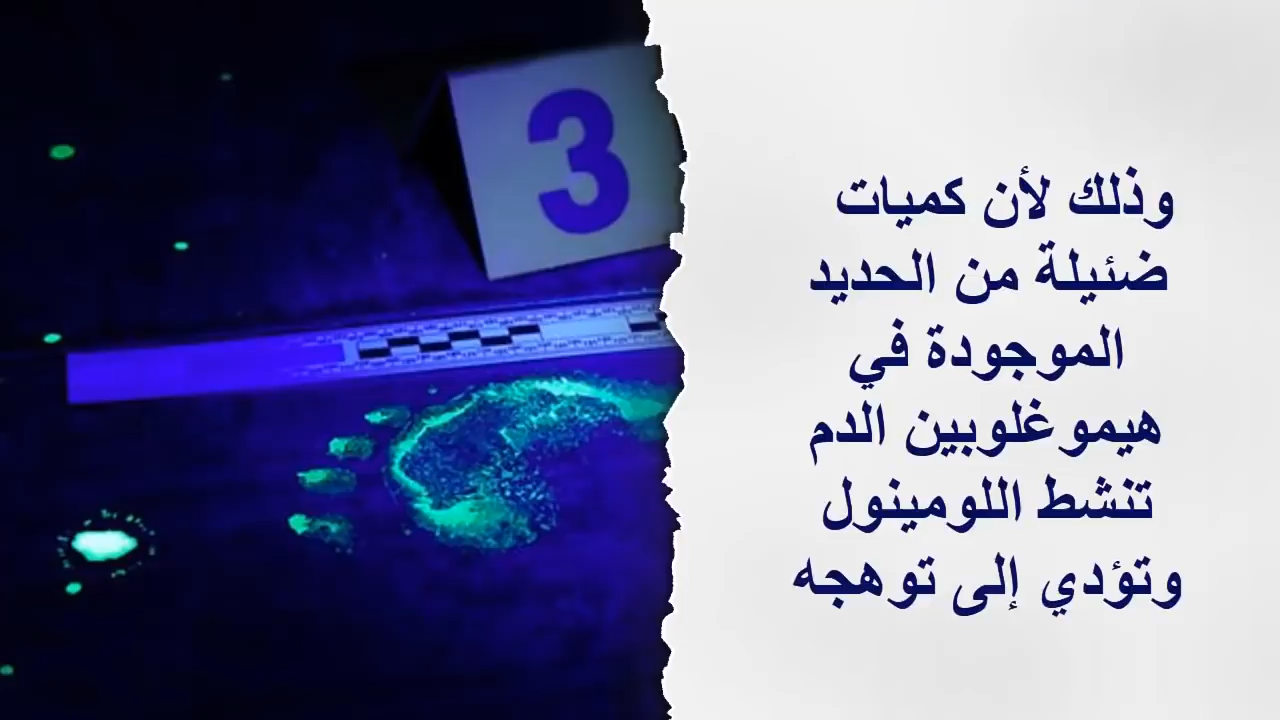 3
وذلك لأن كميات
ضئيلة من الحديد
الموجودة في
هيموغلوبين الدم
تنشط اللومينول
وتؤدي إلى توهجه